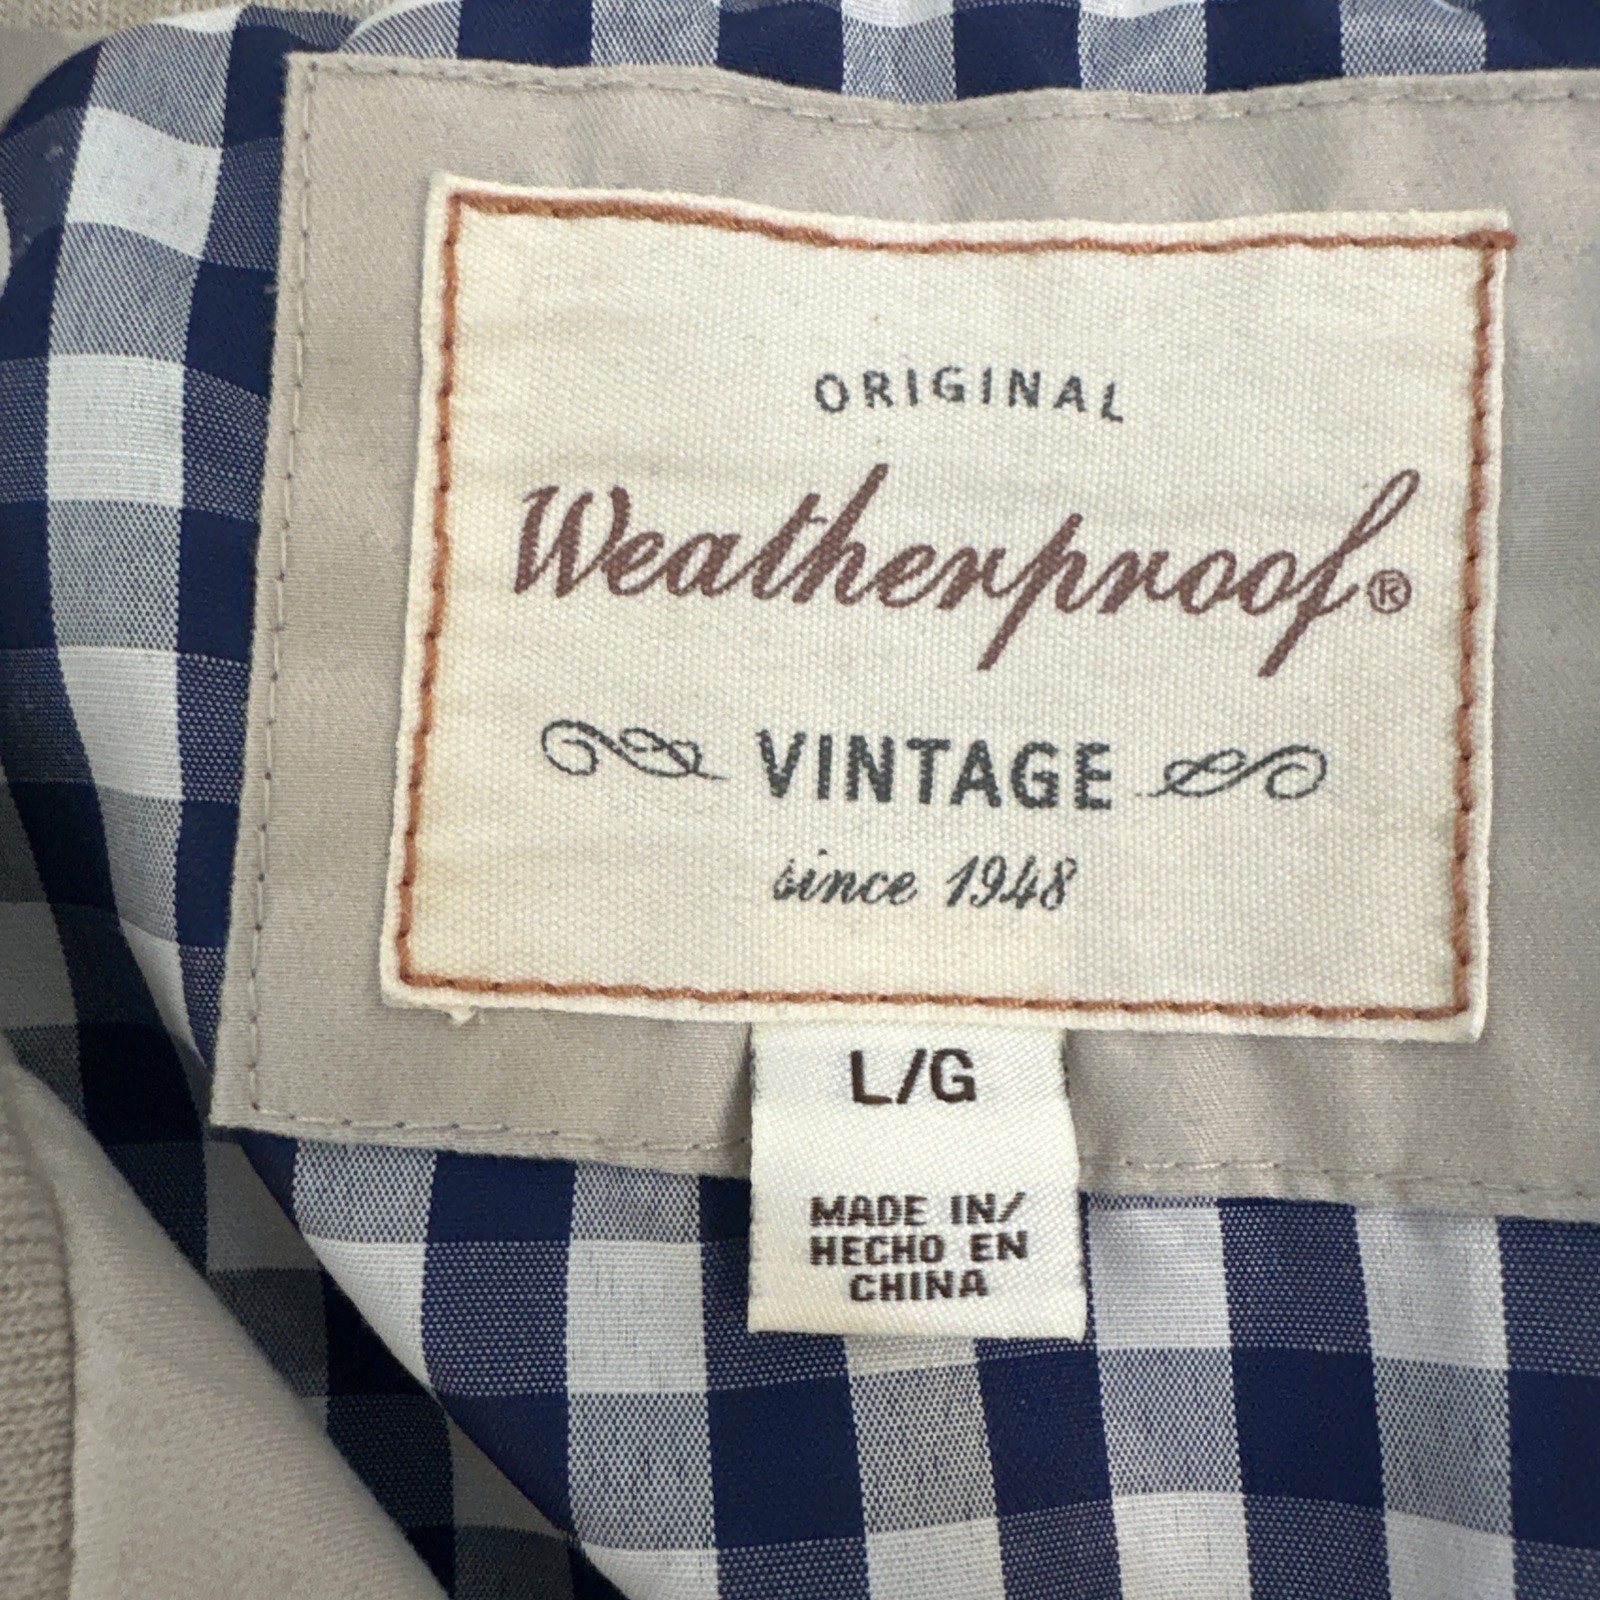 ORIGINAL
Weatherproof®
VINTAGE
since 1948
L/G
MADE IN/
HECHO EN
CHINA